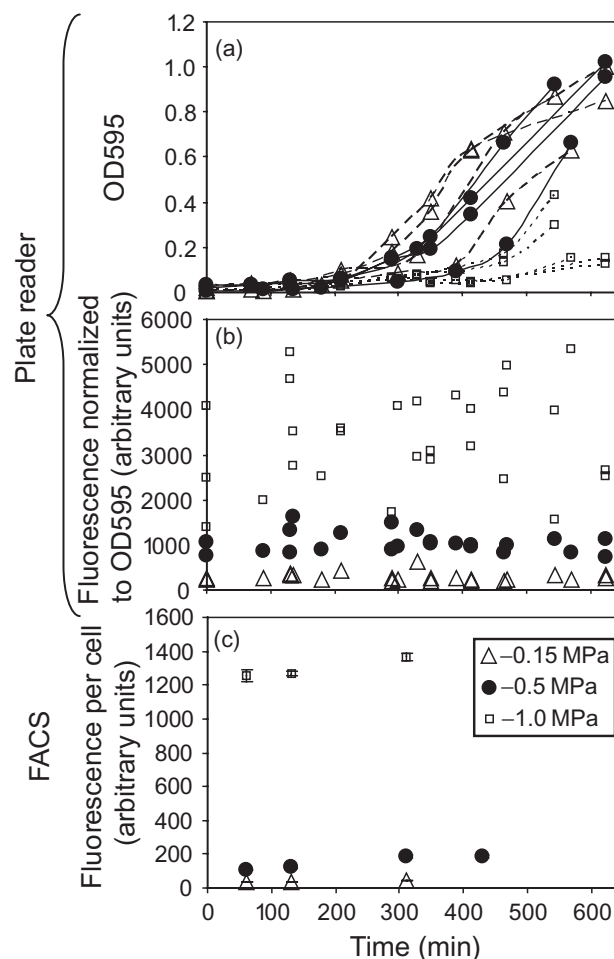 Plate reader
FACS
OD595
(a)
1.2
1.0
0.8
0.6
0.4
0.2
0
Fluorescence normalized
to OD595 (arbitrary units)
(b)
6000
5000
4000
3000
2000
1000
0
Fluorescence per cell
(arbitrary units)
(c)
1600
1400
1200
1000
800
600
400
200
0
–0.15 MPa
–0.5 MPa
–1.0 MPa
0 100 200 300 400 500 600
Time (min)